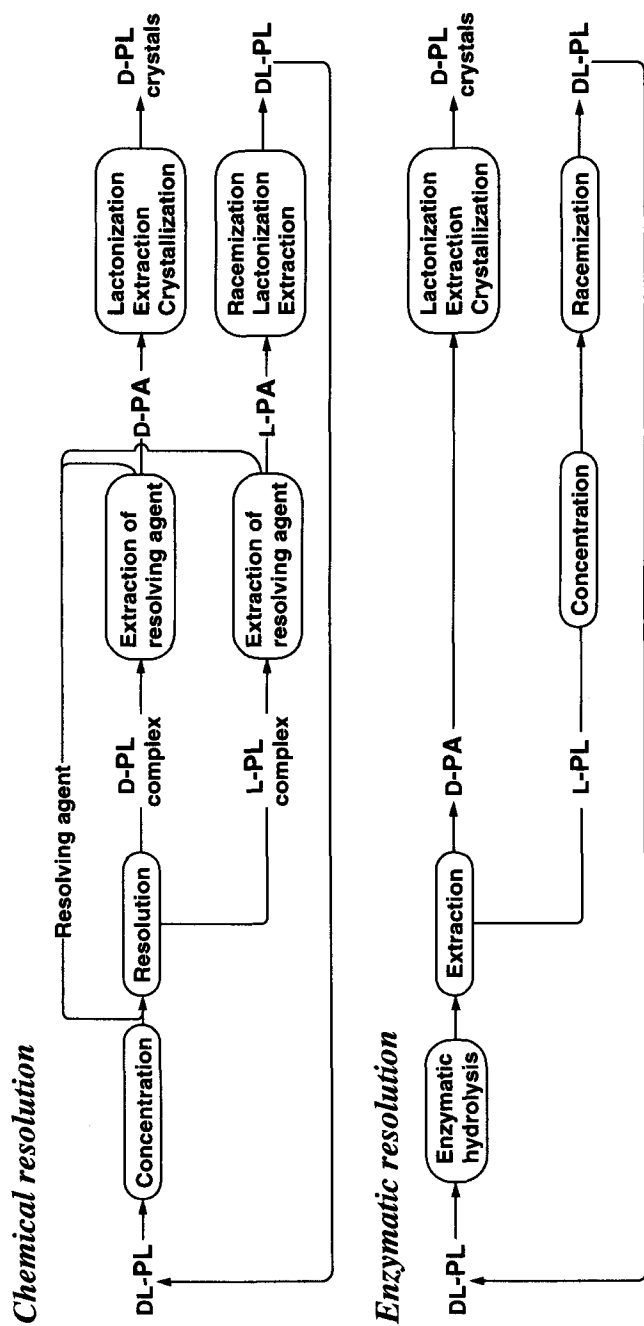 Chemical resolution
Resolving agent
DL-PL
Concentration
Resolution
D-PL
complex
Extraction of
resolving agent
D-PA
Lactonization
Extraction
Crystallization
D-PL
crystals
L-PL
complex
Extraction of
resolving agent
L-PA
Racemization
Lactonization
Extraction
DL-PL
Enzymatic resolution
DL-PL
Enzymatic
hydrolysis
Extraction
D-PA
Lactonization
Extraction
Crystallization
D-PL
crystals
L-PL
Concentration
Racemization
DL-PL